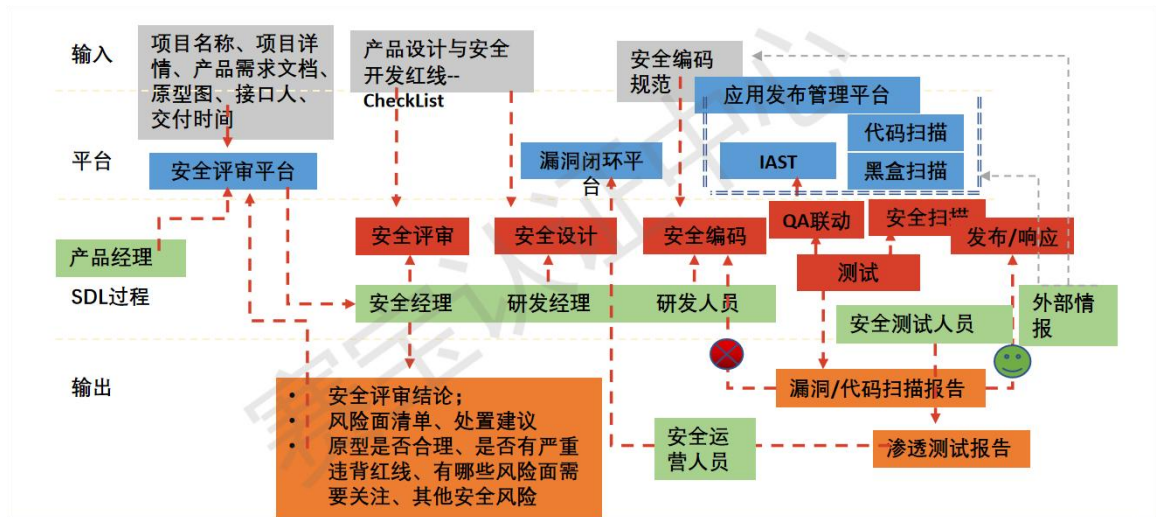 输入
项目名称、项目详
情、产品需求文档、
原型图、接口人、
交付时间
产品设计与安全
开发红线--
CheckList
安全编码
规范
应用发布管理平台
代码扫描
平台
安全评审平台
漏洞闭环平
台
IAST
黑盒扫描
QA联动
安全扫描
安全评审
安全设计
安全编码
发布/响应
产品经理
测试
SDL过程
安全经理
研发经理
研发人员
安全测试人员
外部情
报
输出
• 安全评审结论；
• 风险面清单、处置建议
• 原型是否合理、是否有严重
违背红线、有哪些风险面需
要关注、其他安全风险
漏洞/代码扫描报告
安全运
营人员
渗透测试报告
赛宝认证中心